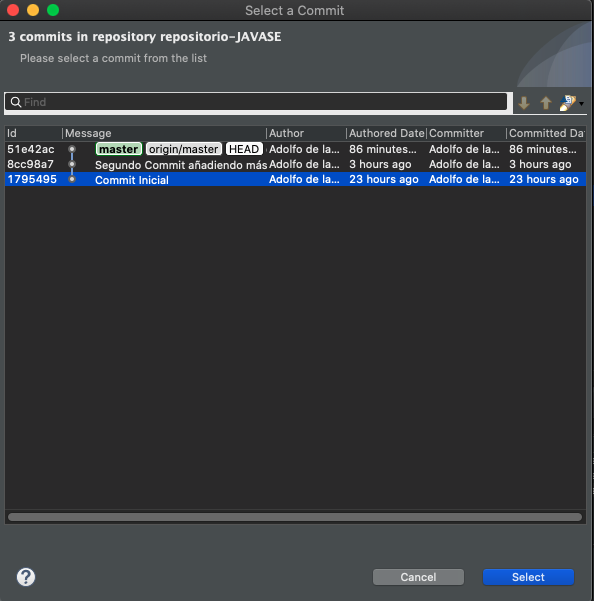 Select a Commit
3 commits in repository repositorio-JAVASE
Please select a commit from the list
Find
Id Message Author Authored Date Committer Committed Dat
51e42ac master origin/master HEAD Adolfo de la... 86 minutes... Adolfo de la... 86 minutes...
8cc98a7 Segundo Commit añadiendo más Adolfo de la... 3 hours ago Adolfo de la... 3 hours ago
1795495 Commit Inicial Adolfo de la... 23 hours ago Adolfo de la... 23 hours ago
? Cancel Select